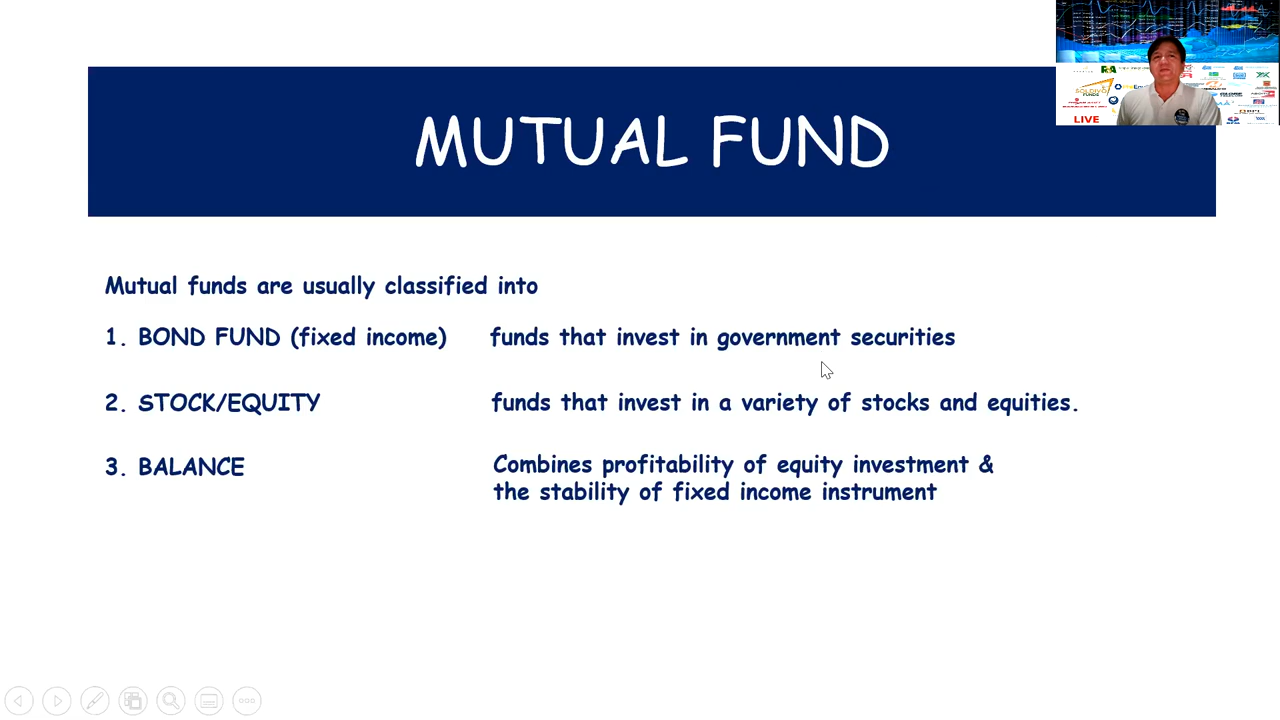 LIVE
MUTUAL FUND
Mutual funds are usually classified into
1. BOND FUND (fixed income) funds that invest in government securities
2. STOCK/EQUITY funds that invest in a variety of stocks and equities.
3. BALANCE Combines profitability of equity investment &
the stability of fixed income instrument